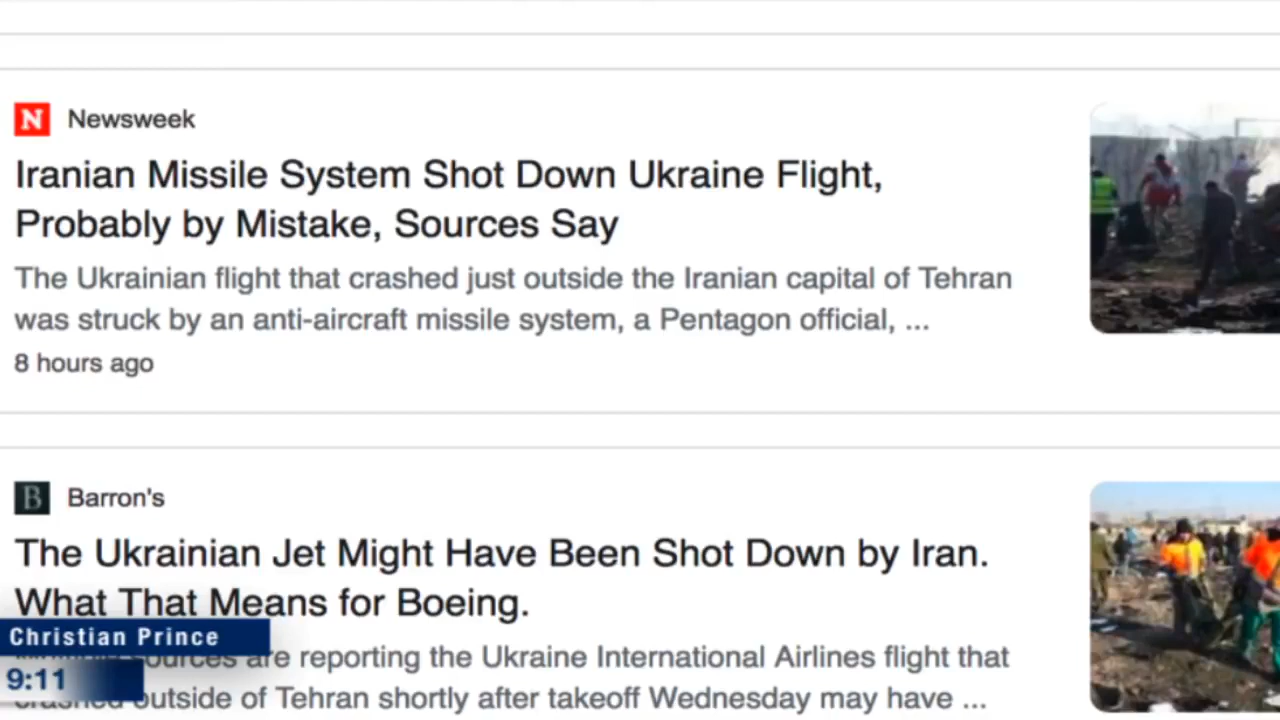 N Newsweek
Iranian Missile System Shot Down Ukraine Flight,
Probably by Mistake, Sources Say
The Ukrainian flight that crashed just outside the Iranian capital of Tehran
was struck by an anti-aircraft missile system, a Pentagon official, ...
8 hours ago
B Barron's
The Ukrainian Jet Might Have Been Shot Down by Iran.
What That Means for Boeing.
Christian Prince
sources are reporting the Ukraine International Airlines flight that
9:11
crashed outside of Tehran shortly after takeoff Wednesday may have ...